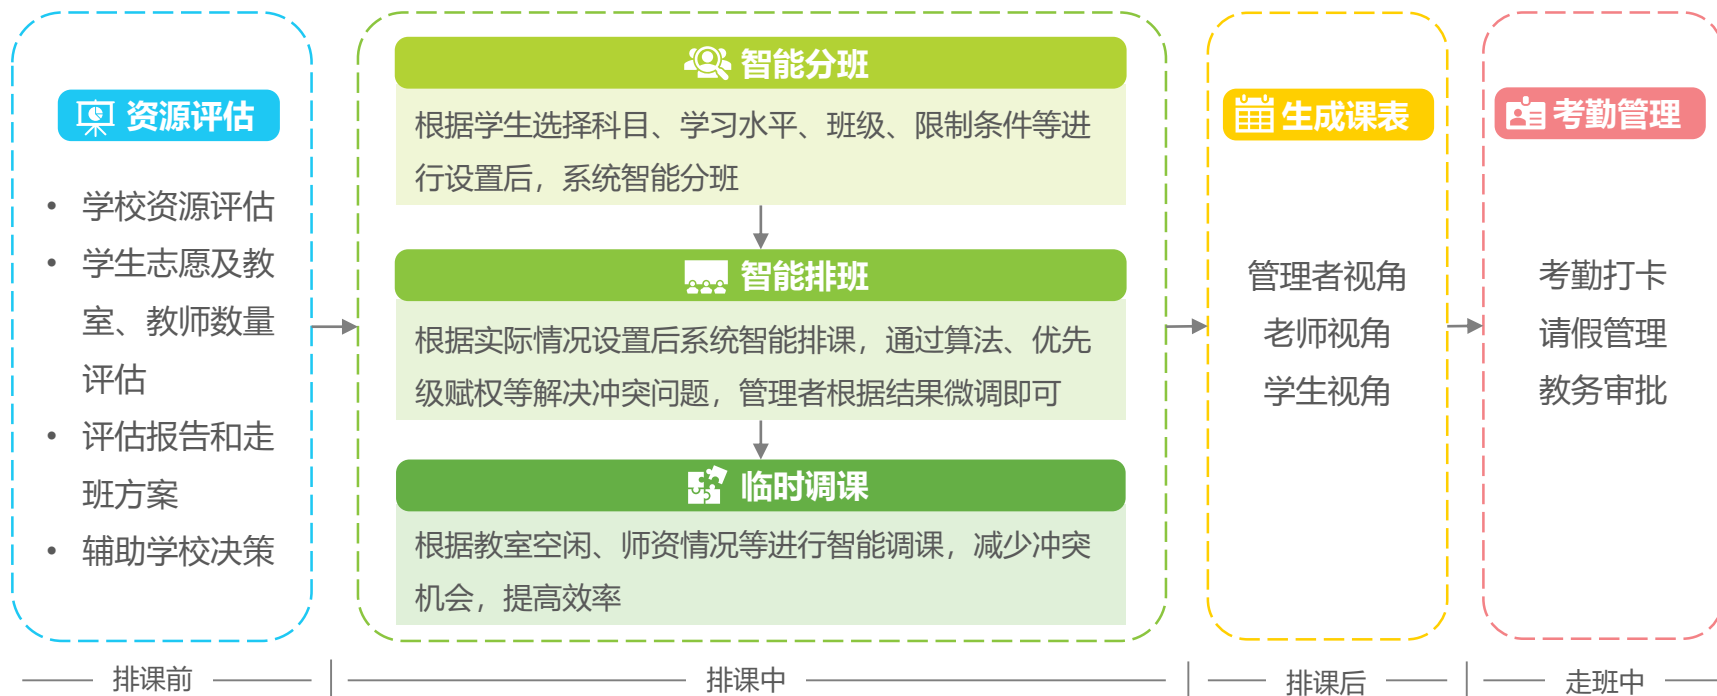 资源评估
• 学校资源评估
• 学生志愿及教
室、教师数量
评估
• 评估报告和走
班方案
• 辅助学校决策
智能分班
根据学生选择科目、学习水平、班级、限制条件等进
行设置后，系统智能分班
智能排班
根据实际情况设置后系统智能排课，通过算法、优先
级赋权等解决冲突问题，管理者根据结果微调即可
临时调课
根据教室空闲、师资情况等进行智能调课，减少冲突
机会，提高效率
生成课表
管理者视角
老师视角
学生视角
考勤管理
考勤打卡
请假管理
教务审批
排课前
排课中
排课后
走班中